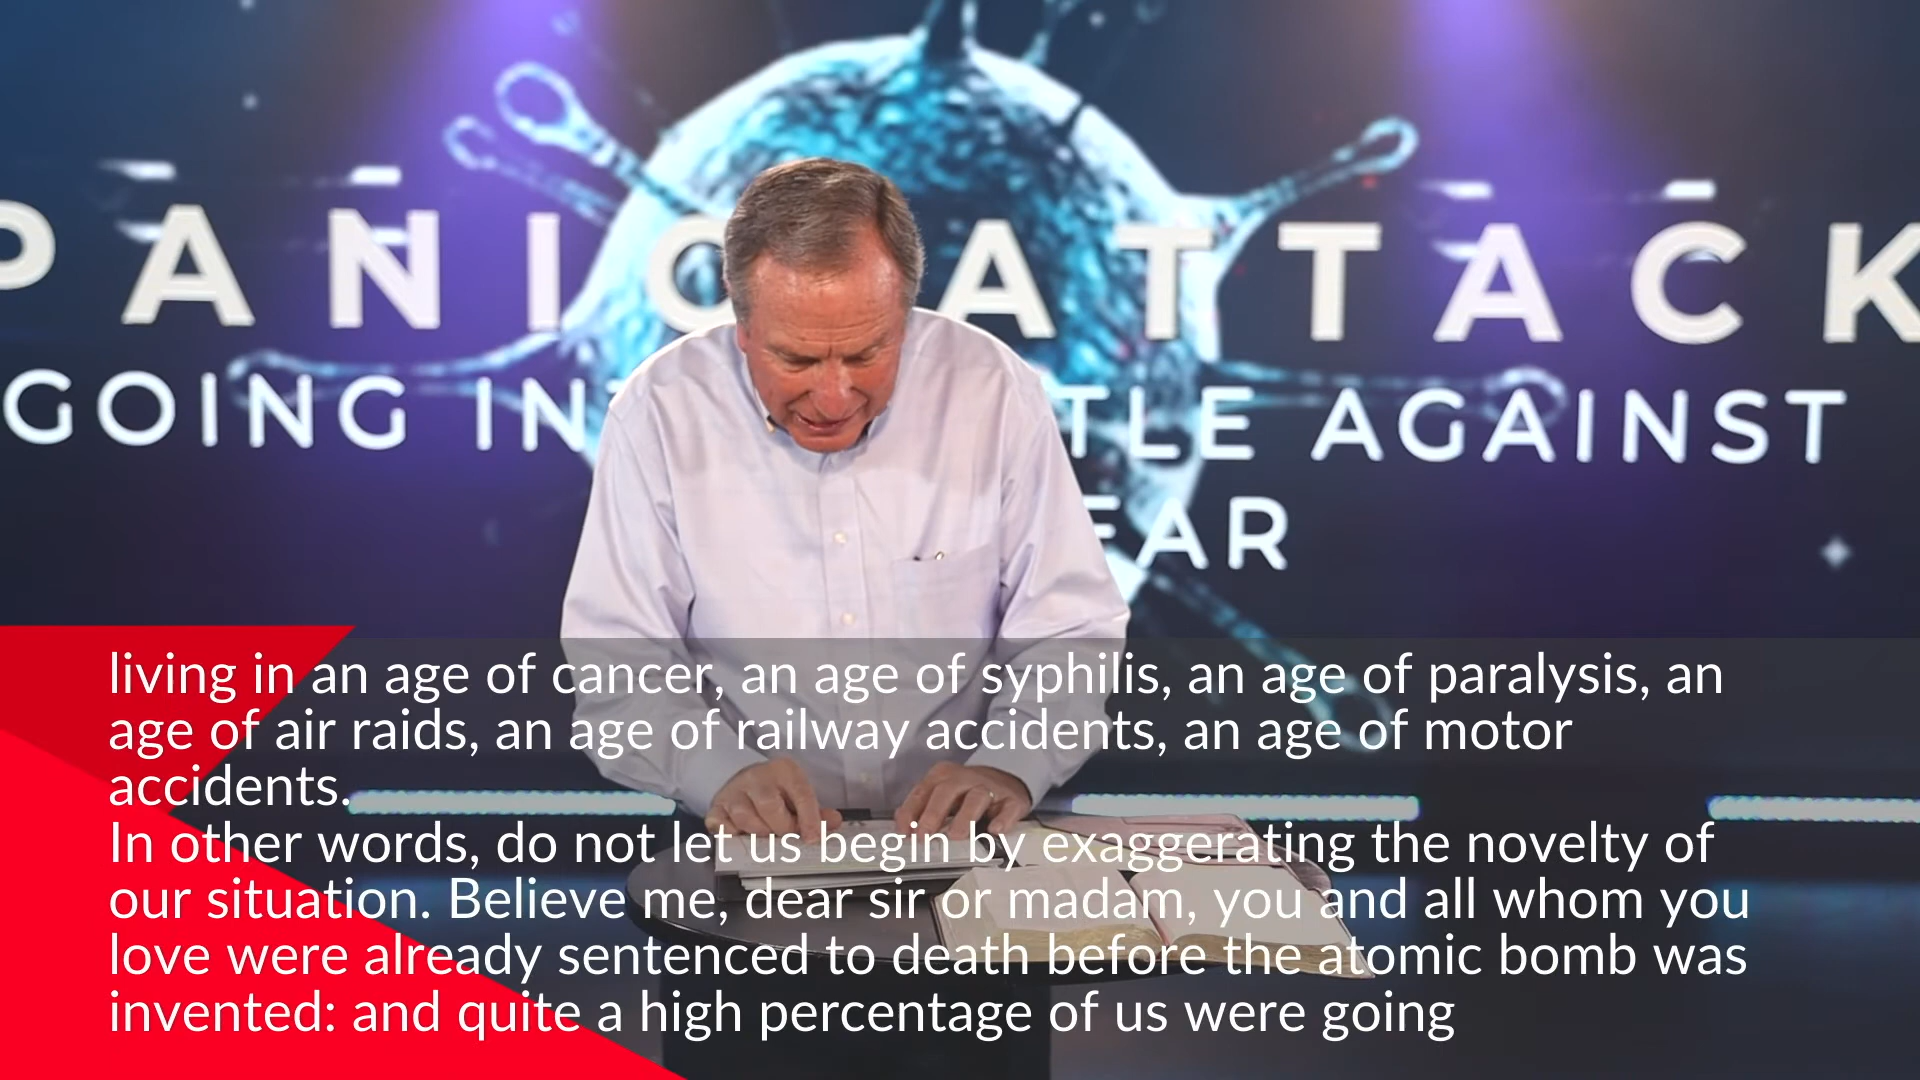 PANIC ATTACK
GOING IN TLE AGAINST
EAR
living in an age of cancer, an age of syphilis, an age of paralysis, an
age of air raids, an age of railway accidents, an age of motor
accidents.
In other words, do not let us begin by exaggerating the novelty of
our situation. Believe me, dear sir or madam, you and all whom you
love were already sentenced to death before the atomic bomb was
invented: and quite a high percentage of us were going